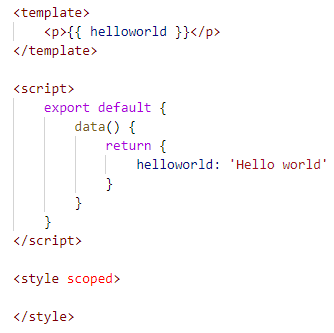 <template>
    <p>{{ helloworld }}</p>
</template>

<script>
    export default {
        data() {
            return {
                helloworld: 'Hello world'
            }
        }
    }
</script>

<style scoped>

</style>